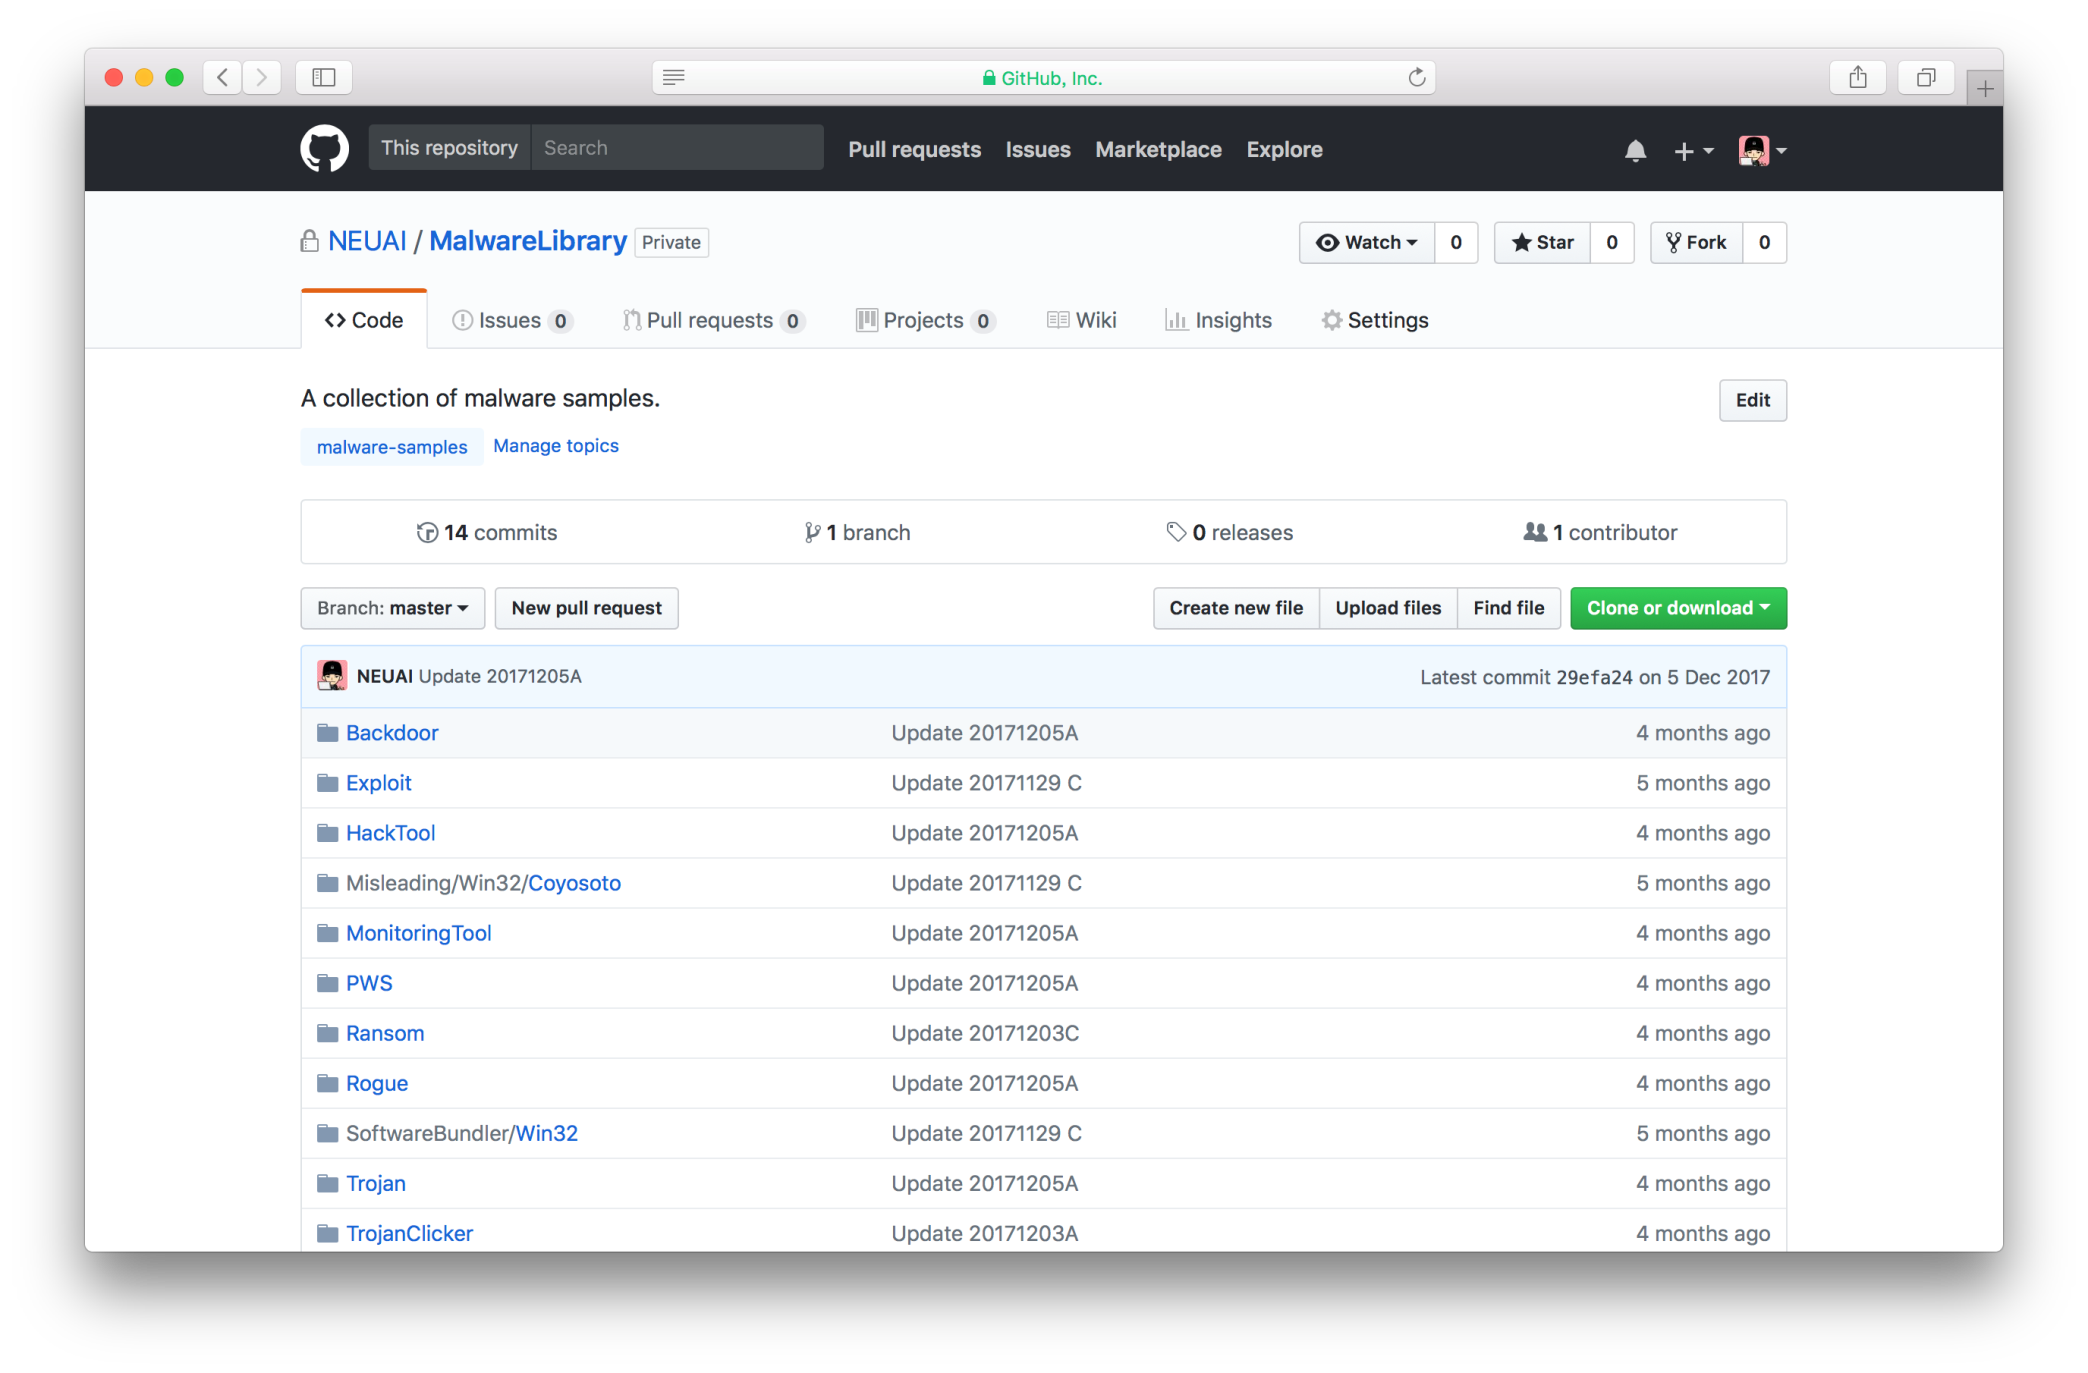 GitHub, Inc.
This repository Search Pull requests Issues Marketplace Explore
NEUAI / MalwareLibrary Private Watch 0 Star 0 Fork 0
Code Issues 0 Pull requests 0 Projects 0 Wiki Insights Settings
A collection of malware samples. Edit
malware-samples Manage topics
14 commits 1 branch 0 releases 1 contributor
Branch: master New pull request Create new file Upload files Find file Clone or download
NEUAI Update 20171205A Latest commit 29efa24 on 5 Dec 2017
Backdoor Update 20171205A 4 months ago
Exploit Update 20171129 C 5 months ago
HackTool Update 20171205A 4 months ago
Misleading/Win32/Coyosoto Update 20171129 C 5 months ago
MonitoringTool Update 20171205A 4 months ago
PWS Update 20171205A 4 months ago
Ransom Update 20171203C 4 months ago
Rogue Update 20171205A 4 months ago
SoftwareBundler/Win32 Update 20171129 C 5 months ago
Trojan Update 20171205A 4 months ago
TrojanClicker Update 20171203A 4 months ago